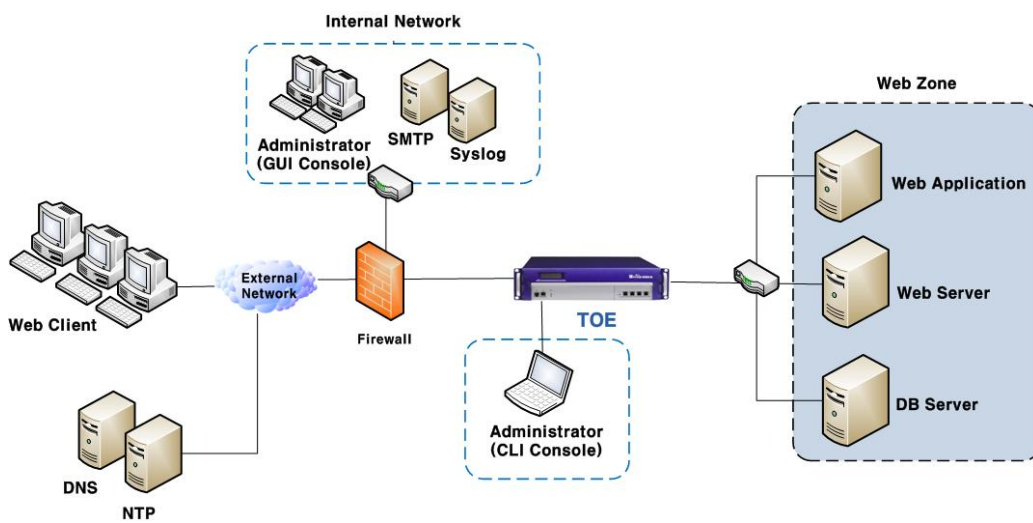 Internal Network
Web Zone
Administrator
(GUI Console)
SMTP
Syslog
Web Application
External
Network
Web Client
Firewall
TOE
Web Server
Administrator
(CLI Console)
DB Server
DNS
NTP